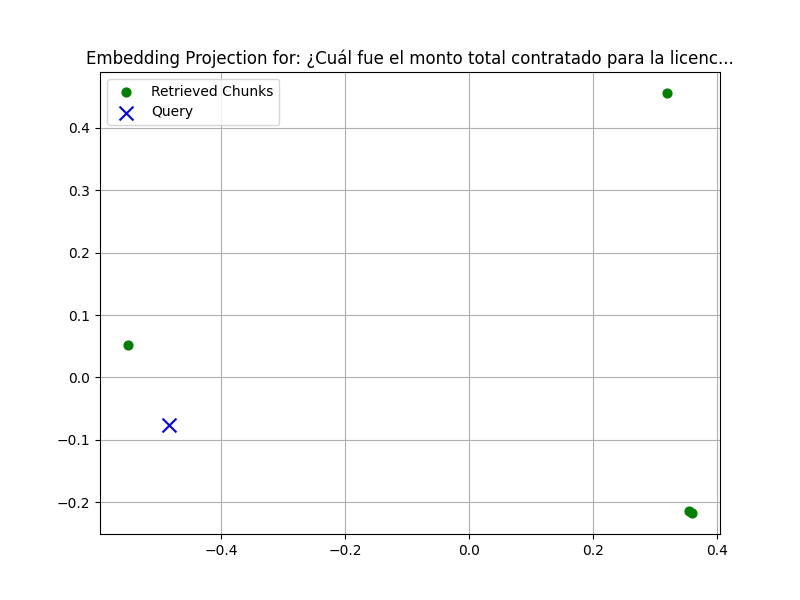 Embedding Projection for: ¿Cuál fue el monto total contratado para la licenc...
Retrieved Chunks
Query
0.4
0.3
0.2
0.1
0.0
−0.1
−0.2
−0.4 −0.2 0.0 0.2 0.4